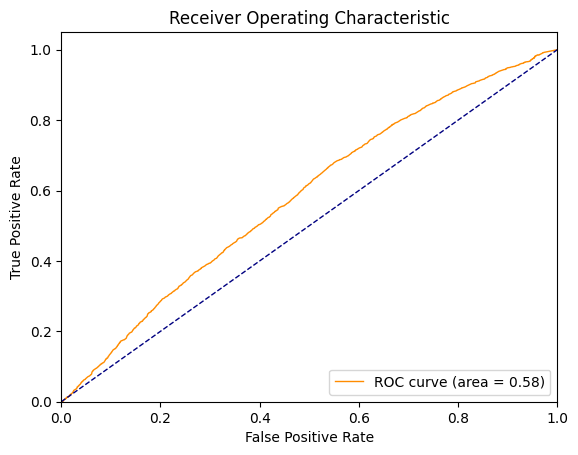 Receiver Operating Characteristic
True Positive Rate
1.0
0.8
0.6
0.4
0.2
0.0
ROC curve (area = 0.58)
0.0 0.2 0.4 0.6 0.8 1.0
False Positive Rate